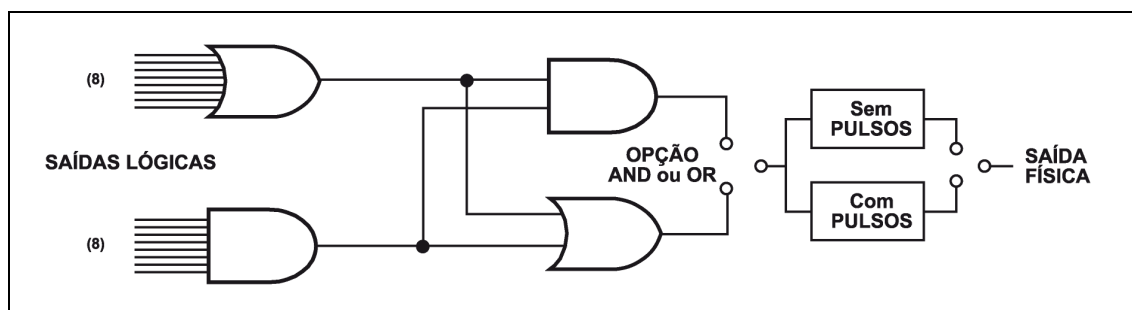 (8)
SAÍDAS LÓGICAS
(8)
OPÇÃO
AND ou OR
Sem
PULSOS
Com
PULSOS
SAÍDA
FÍSICA